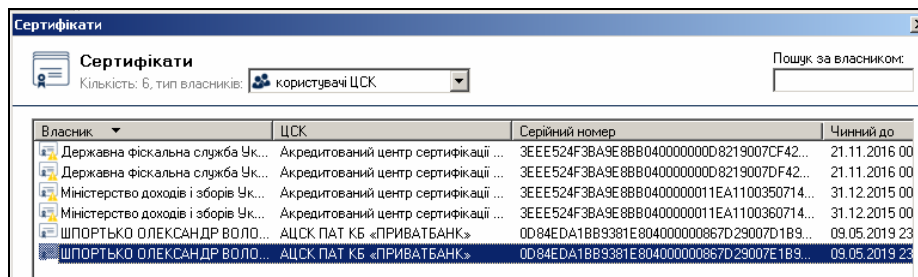 Сертифікати
Сертифікати
Пошук за власником:
Кількість: 6, тип власників: користувачі ЦСК
Власник ЦСК Серійний номер Чинний до
Державна фіскальна служба Ук... Акредитований центр сертифікації ... 3EEE524F3BA9E8BB040000000D8219007CF42... 21.11.2016 00
Державна фіскальна служба Ук... Акредитований центр сертифікації ... 3EEE524F3BA9E8BB040000000D8219007DF42... 21.11.2016 00
Міністерство доходів і зборів Ук... Акредитований центр сертифікації ... 3EEE524F3BA9E8BB0400000011EA1100350714... 31.12.2015 00
Міністерство доходів і зборів Ук... Акредитований центр сертифікації ... 3EEE524F3BA9E8BB0400000011EA1100360714... 31.12.2015 00
ШПОРТЬКО ОЛЕКСАНДР ВОЛО... АЦСК ПАТ КБ «ПРИВАТБАНК» 0D84EDA1BB9381E80400000867D29007D1B9... 09.05.2019 23
ШПОРТЬКО ОЛЕКСАНДР ВОЛО... АЦСК ПАТ КБ «ПРИВАТБАНК» 0D84EDA1BB9381E80400000867D29007E1B9... 09.05.2019 23